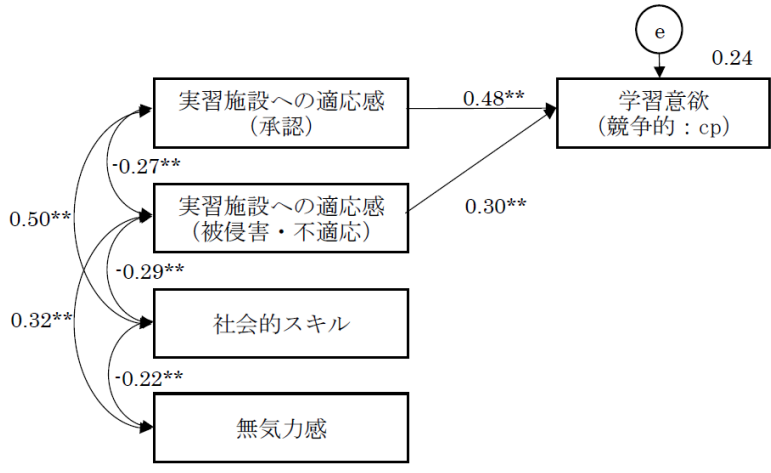 e
0.24
実習施設への適応感
（承認）
0.48**
学習意欲
（競争的：cp）
-0.27**
実習施設への適応感
（被侵害・不適応）
0.30**
0.50**
-0.29**
0.32**
社会的スキル
-0.22**
無気力感